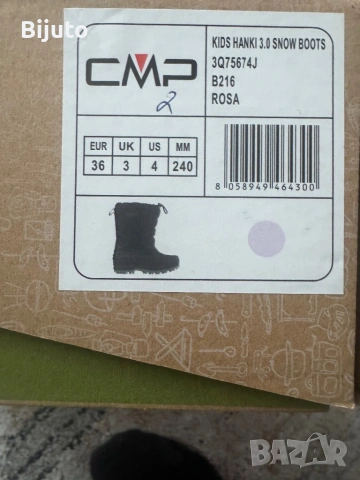 Bijuto
CMP
2
KIDS HANKI 3.0 SNOW BOOTS
3Q75674J
B216
ROSA
EUR UK US MM
36 3 4 240
8 058949 464300
BAZAR